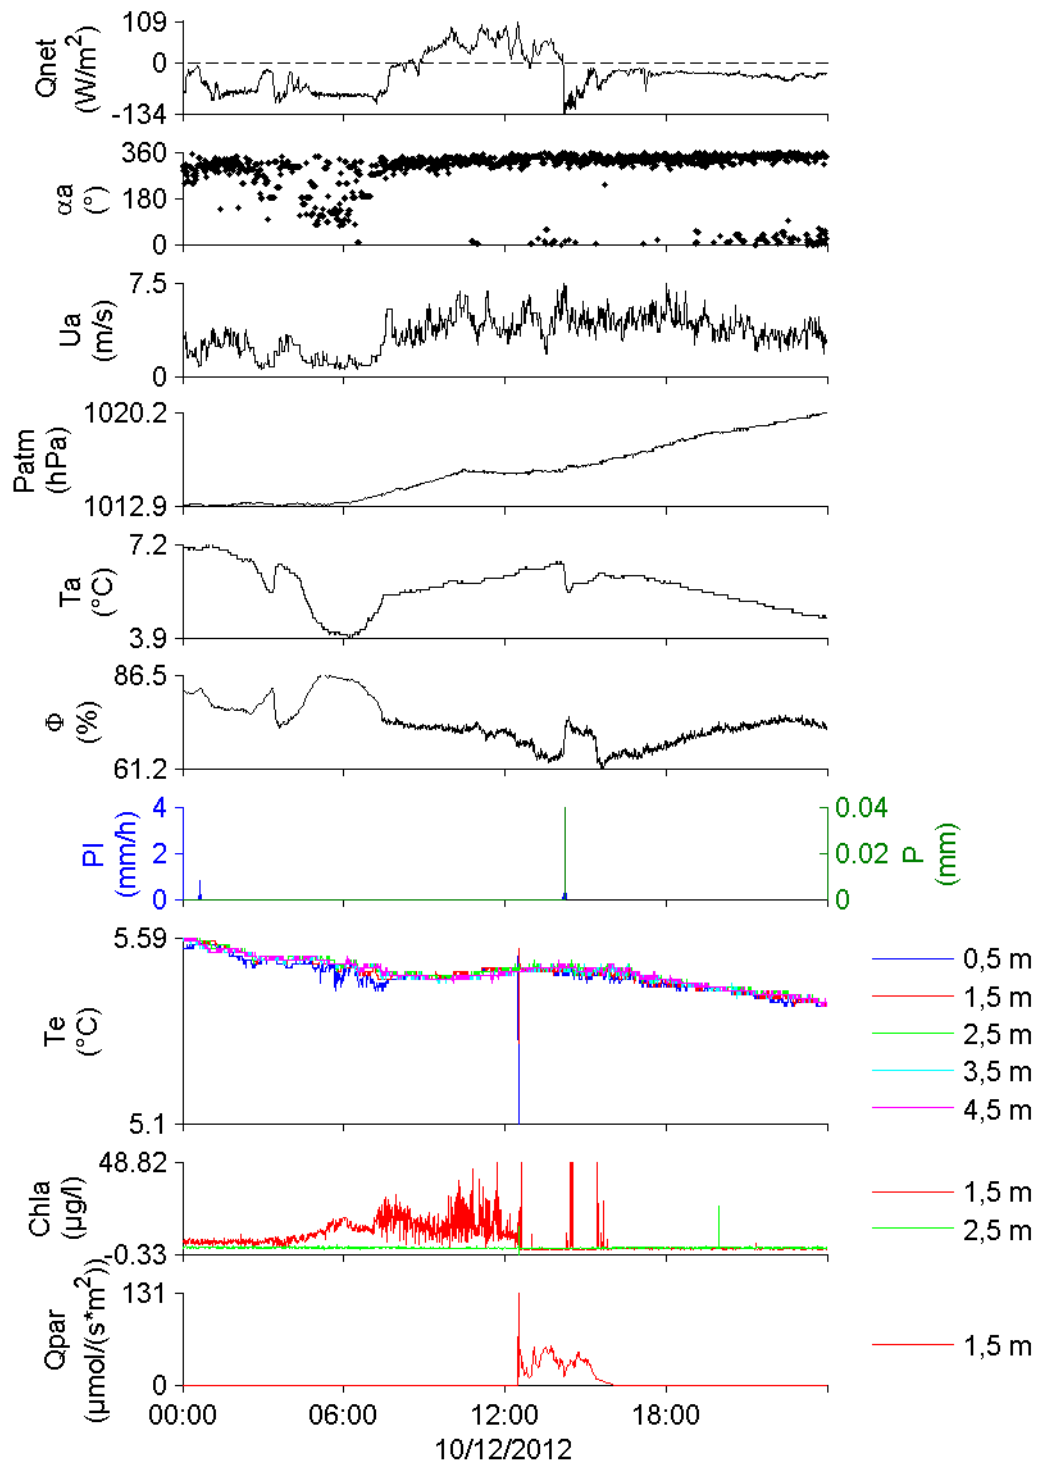 109
0
-134
Qnet
(W/m²)
360
180
0
αa
(°)
7.5
0
Ua
(m/s)
1020.2
1012.9
Patm
(hPa)
7.2
3.9
Ta
(°C)
86.5
61.2
Φ
(%)
4
2
0
PI
(mm/h)
0.04
0.02
0
P
(mm)
5.59
5.1
Te
(°C)
0,5 m
1,5 m
2,5 m
3,5 m
4,5 m
48.82
-0.33
Chla
(µg/l)
1,5 m
2,5 m
131
0
Qpar
(µmol/(s*m²))
1,5 m
00:00 06:00 12:00 18:00
10/12/2012